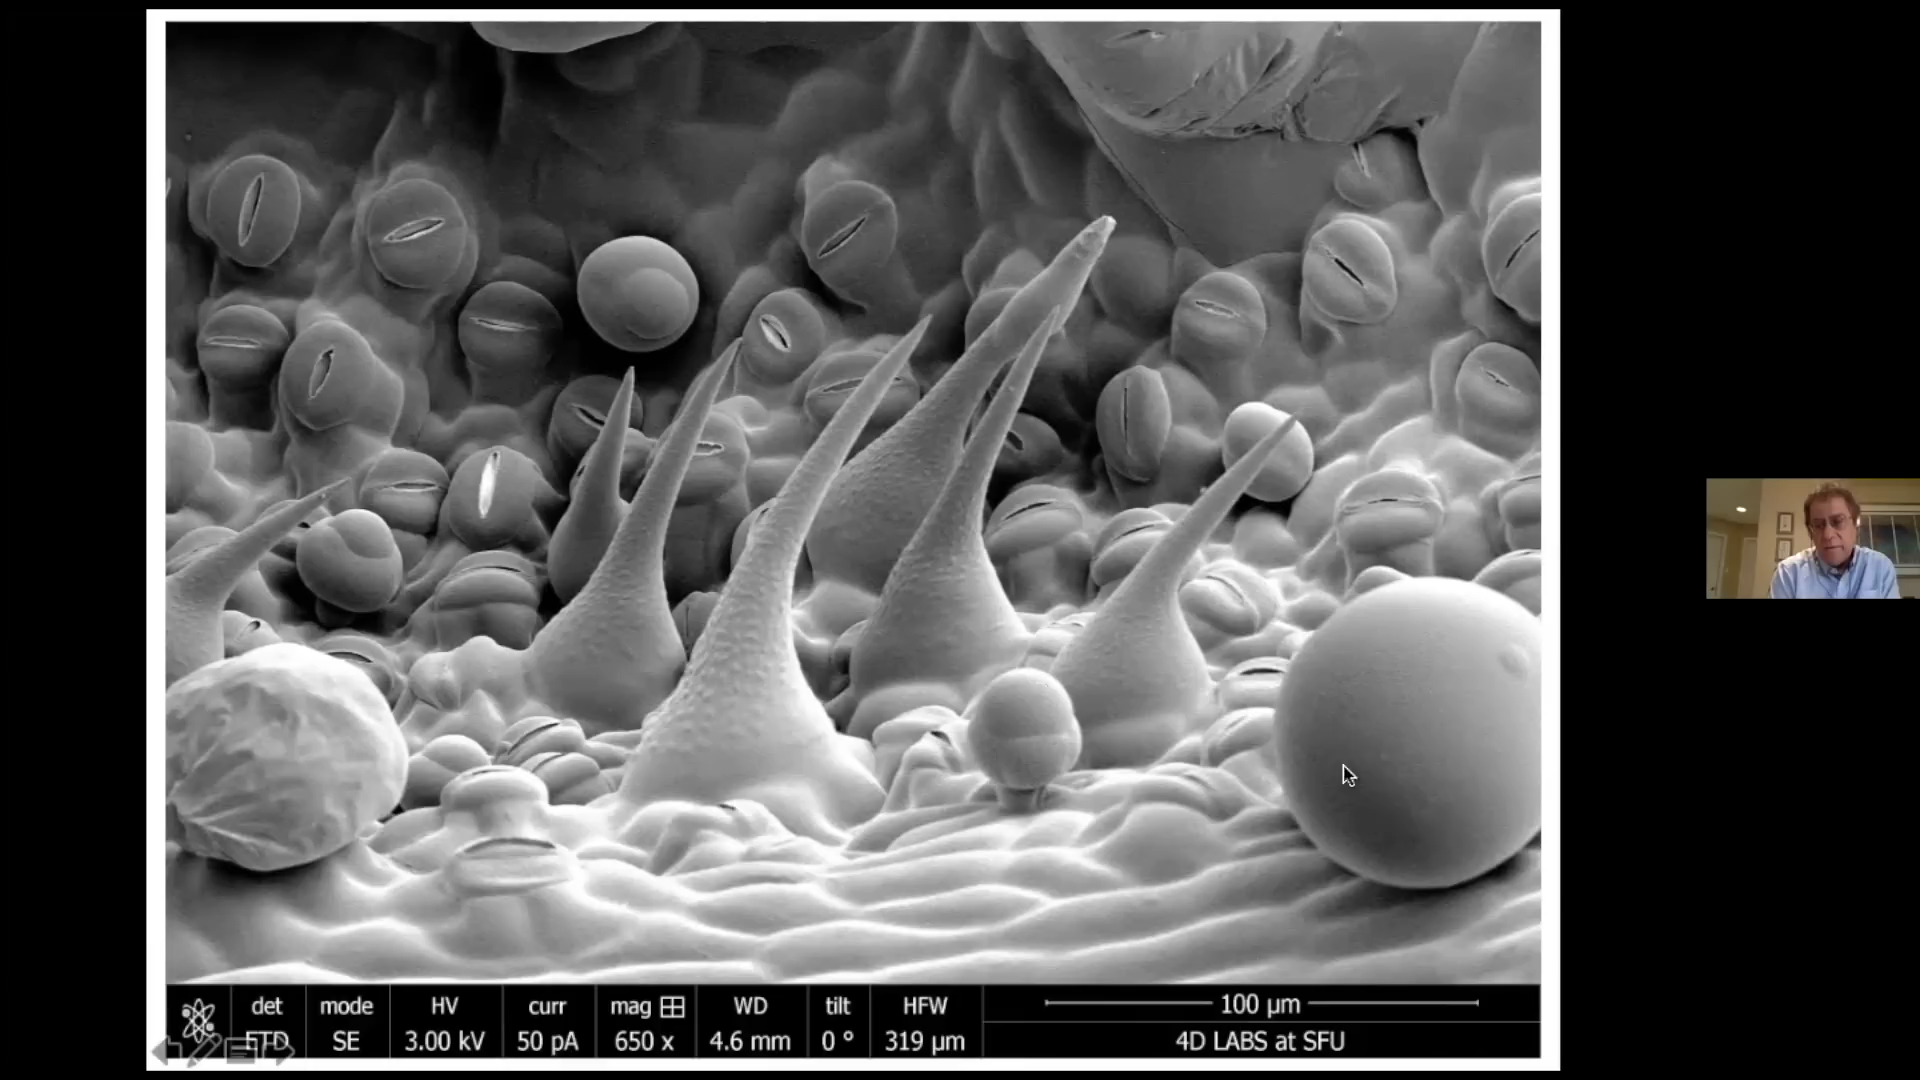 det mode HV curr mag WD tilt HFW 100 µm
ETD SE 3.00 kV 50 pA 650 x 4.6 mm 0 ° 319 µm 4D LABS at SFU